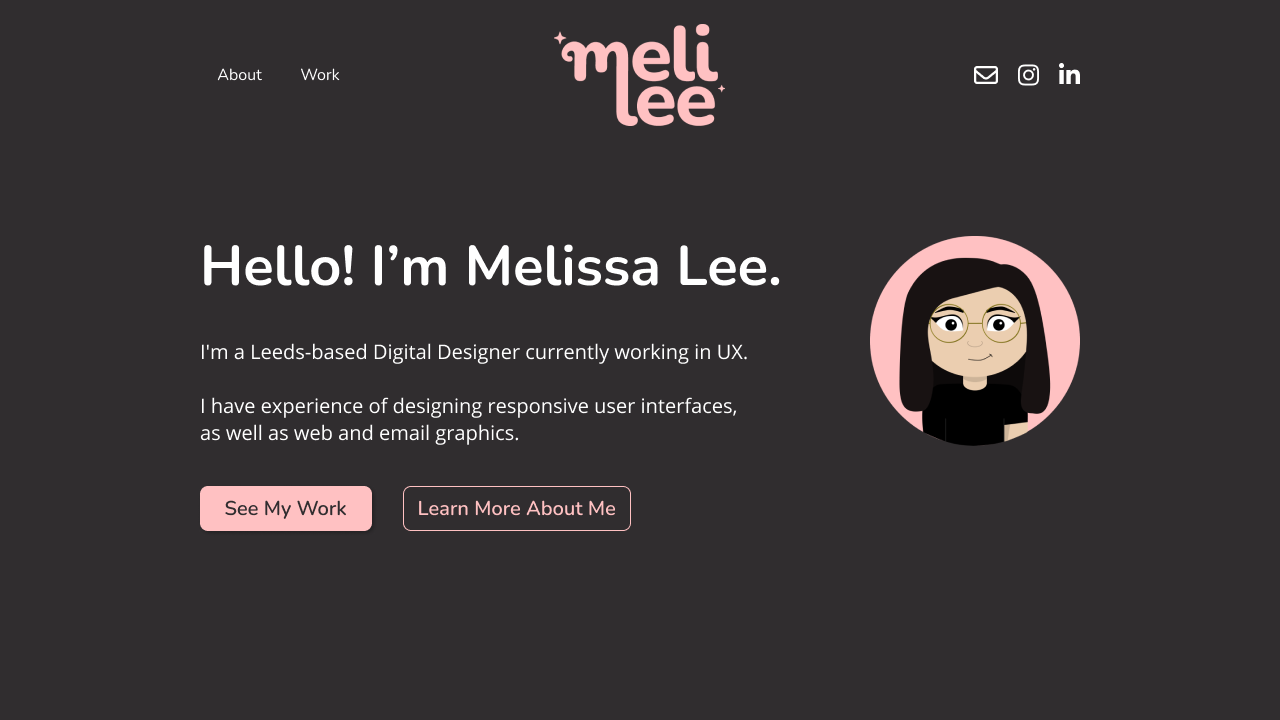 About
Work
meli
lee
in
Hello! I’m Melissa Lee.
I'm a Leeds-based Digital Designer currently working in UX.
I have experience of designing responsive user interfaces,
as well as web and email graphics.
See My Work
Learn More About Me